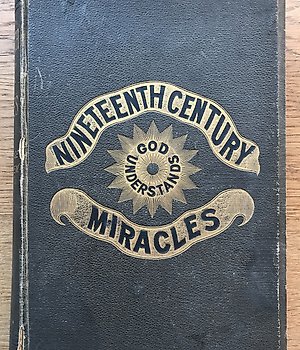 NINETEENTH CENTURY
GOD
UNDERSTANDS
MIRACLES